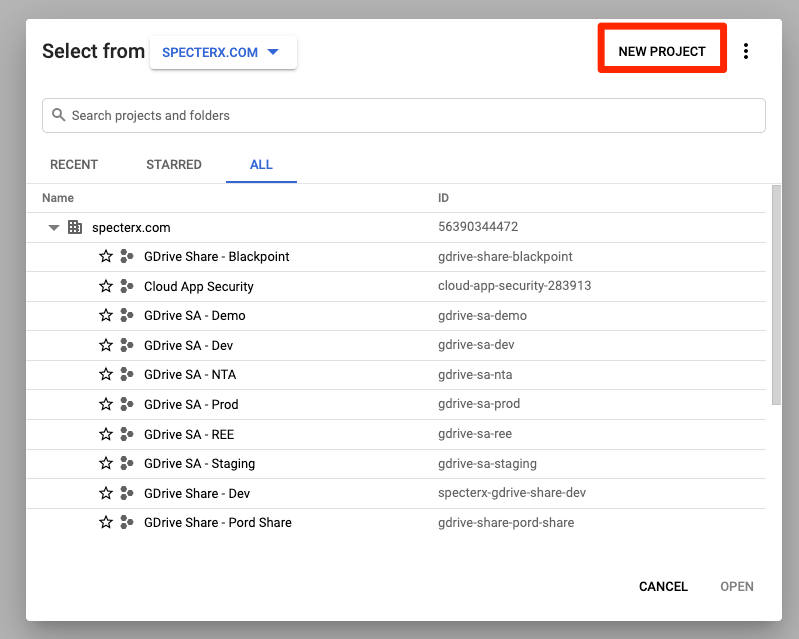 Select from SPECTERX.COM NEW PROJECT
Search projects and folders
RECENT STARRED ALL
Name ID
specterx.com 56390344472
GDrive Share - Blackpoint gdrive-share-blackpoint
Cloud App Security cloud-app-security-283913
GDrive SA - Demo gdrive-sa-demo
GDrive SA - Dev gdrive-sa-dev
GDrive SA - NTA gdrive-sa-nta
GDrive SA - Prod gdrive-sa-prod
GDrive SA - REE gdrive-sa-ree
GDrive SA - Staging gdrive-sa-staging
GDrive Share - Dev specterx-gdrive-share-dev
GDrive Share - Pord Share gdrive-share-pord-share
CANCEL OPEN